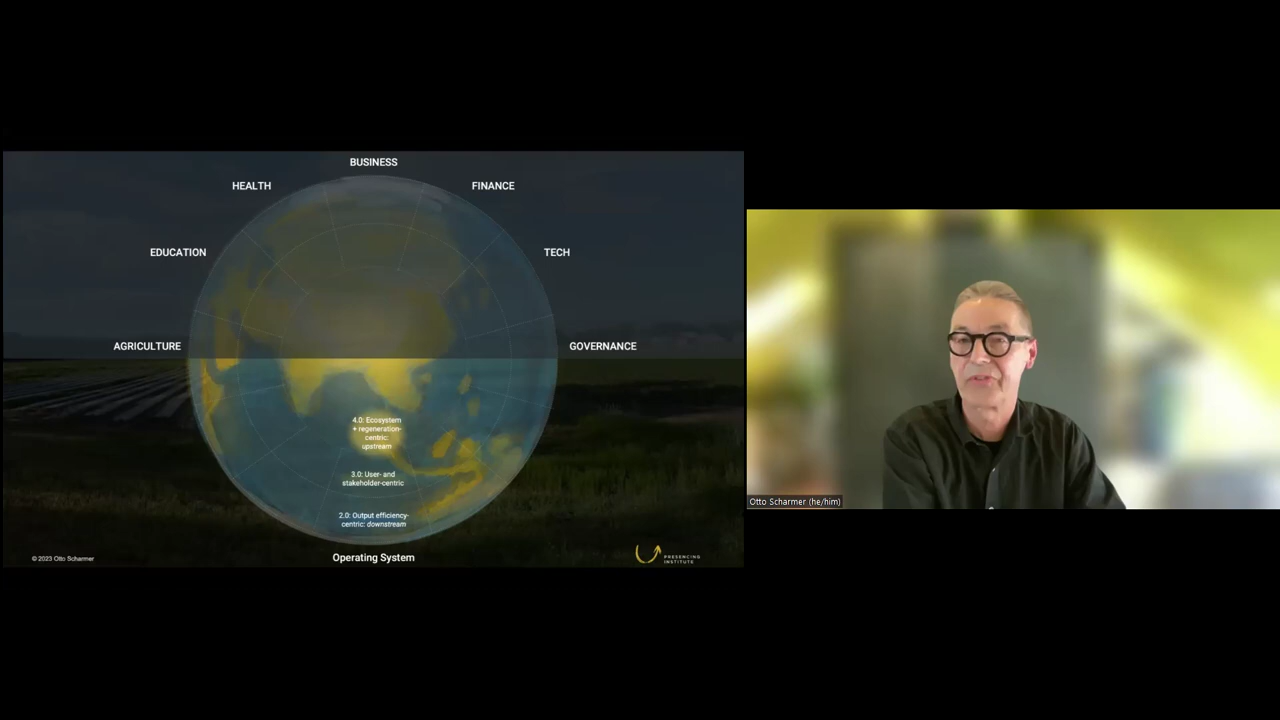 BUSINESS
HEALTH
FINANCE
EDUCATION
TECH
AGRICULTURE
GOVERNANCE
4.0: Ecosystem
+ regeneration-
centric:
upstream
3.0: User- and
stakeholder-centric
2.0: Output efficiency-
centric: downstream
Operating System
© 2023 Otto Scharmer
PRESENCING
INSTITUTE
Otto Scharmer (he/him)